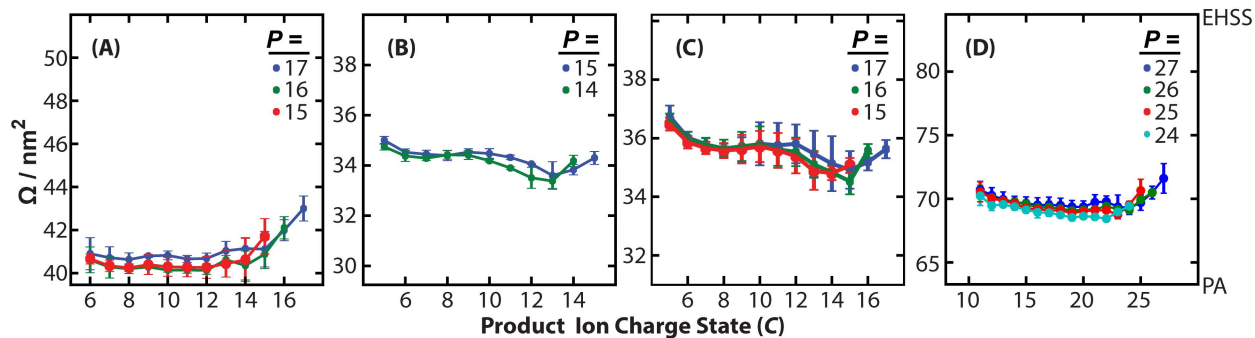 (A)
P =
17
16
15
(B)
P =
15
14
(C)
P =
17
16
15
(D)
P =
27
26
25
24
EHSS
PA
Ω / nm²
50
48
46
44
42
40
38
36
34
32
30
38
36
34
32
30
80
75
70
65
6 8 10 12 14 16
6 8 10 12 14
6 8 10 12 14 16
10 15 20 25
Product Ion Charge State (C)